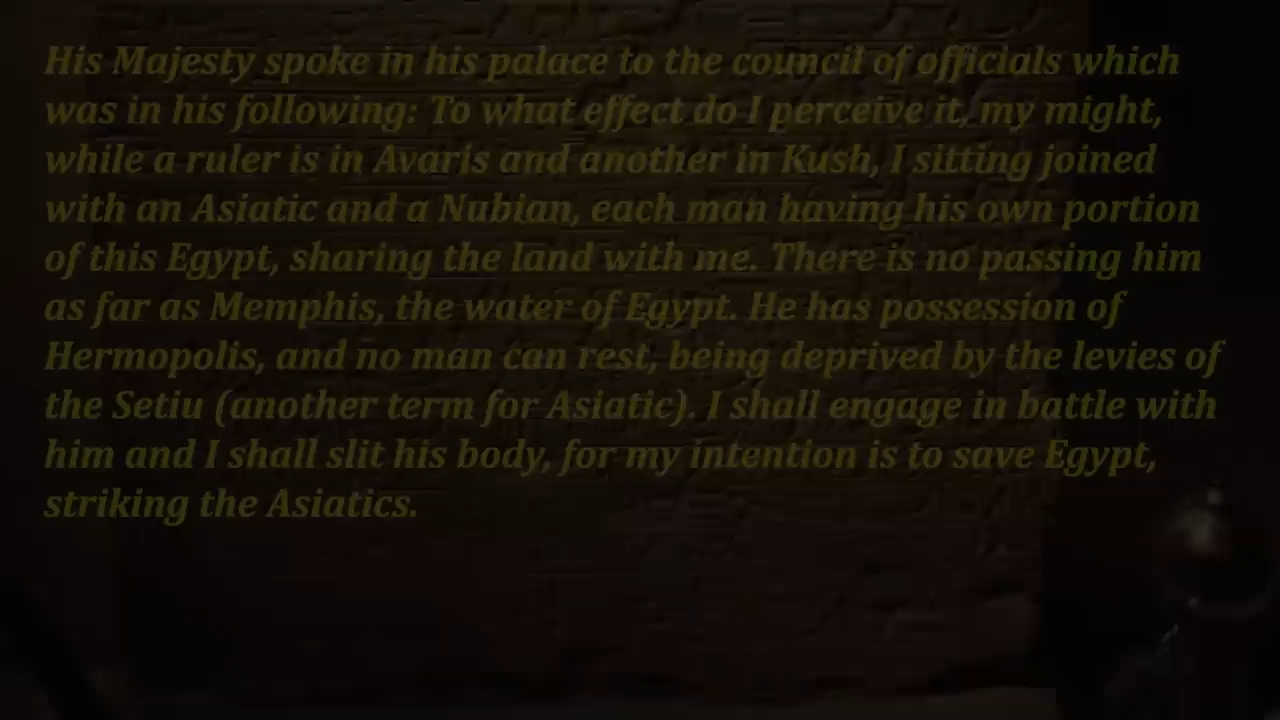 His Majesty spoke in his palace to the council of officials which
was in his following: To what effect do I perceive it, my might,
while a ruler is in Avaris and another in Kush, I sitting joined
with an Asiatic and a Nubian, each man having his own portion
of this Egypt, sharing the land with me. There is no passing him
as far as Memphis, the water of Egypt. He has possession of
Hermopolis, and no man can rest, being deprived by the levies of
the Setiu (another term for Asiatic). I shall engage in battle with
him and I shall slit his body, for my intention is to save Egypt,
striking the Asiatics.